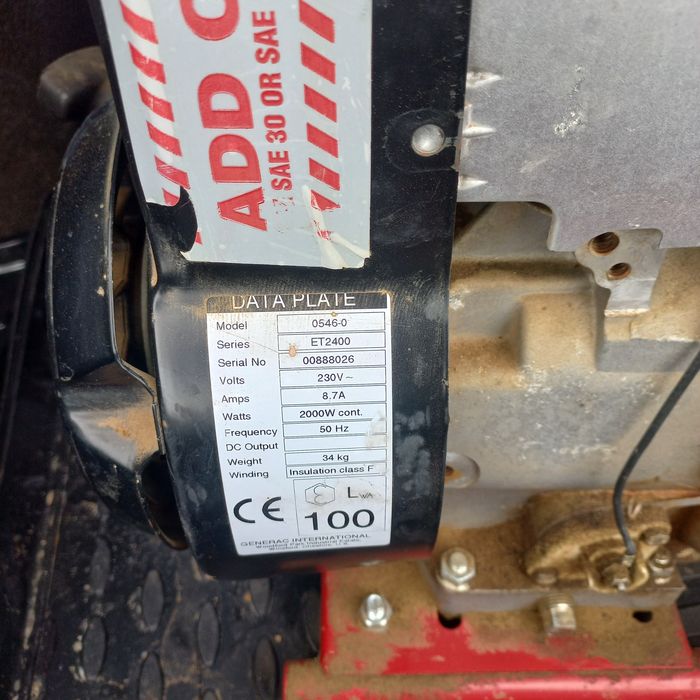 ADD O
SAE 30 OR SAE
DATA PLATE
Model 0546-0
Series ET2400
Serial No 00888026
Volts 230V~
Amps 8.7A
Watts 2000W cont.
Frequency 50 Hz
DC Output
Weight 34 kg
Winding Insulation class F
CE LWA
100
GENERAC INTERNATIONAL
Winsford, Cheshire, U.K.